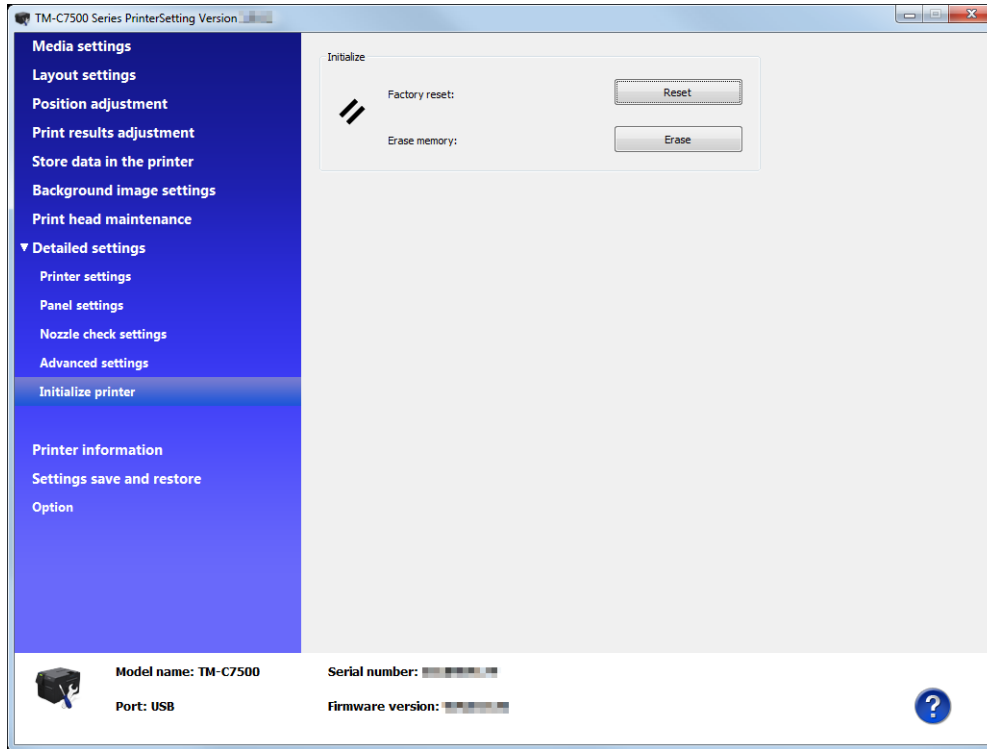 TM-C7500 Series PrinterSetting Version
Media settings
Layout settings
Position adjustment
Print results adjustment
Store data in the printer
Background image settings
Print head maintenance
▼ Detailed settings
Printer settings
Panel settings
Nozzle check settings
Advanced settings
Initialize printer
Printer information
Settings save and restore
Option
Initialize
Factory reset:
Reset
Erase memory:
Erase
Model name: TM-C7500
Serial number:
Port: USB
Firmware version:
?